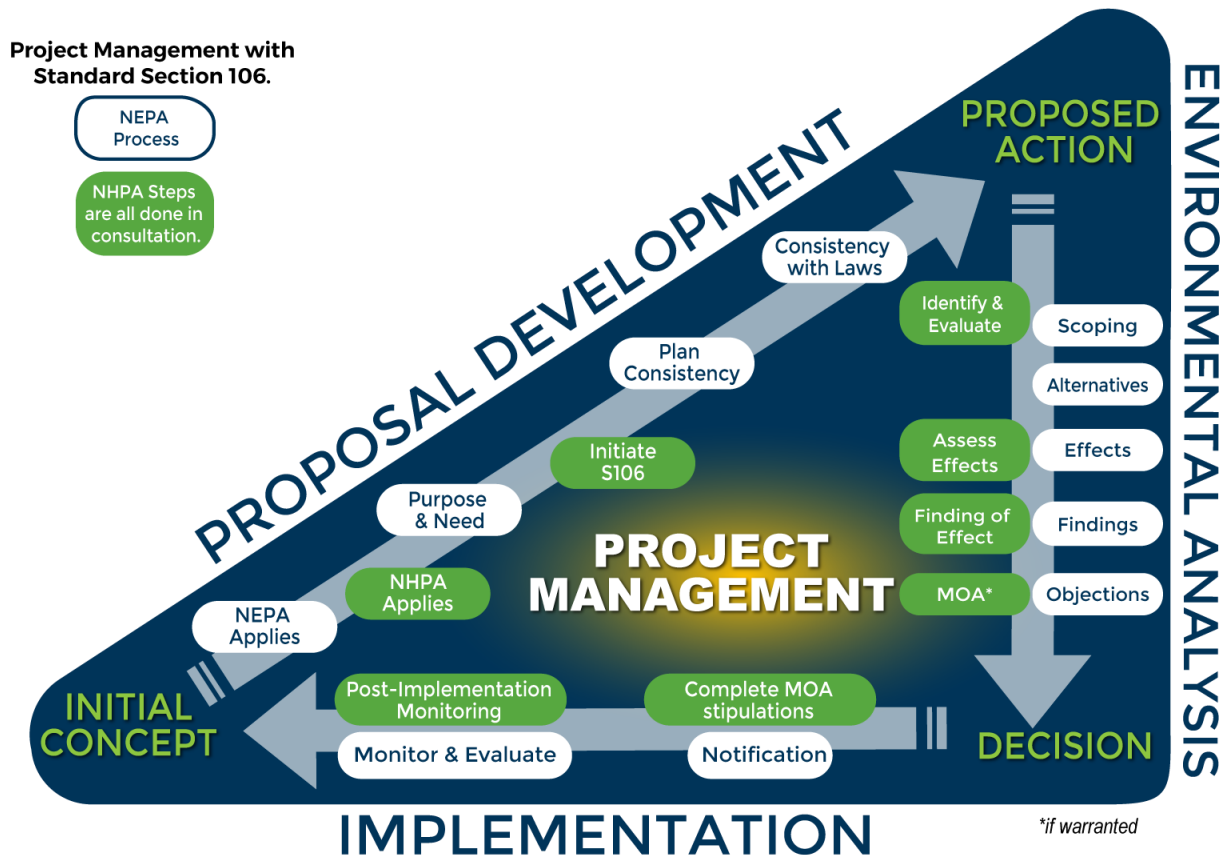 Project Management with
Standard Section 106.
NEPA
Process
NHPA Steps
are all done in
consultation.
PROPOSAL DEVELOPMENT
ENVIRONMENTAL ANALYSIS
IMPLEMENTATION
PROPOSED
ACTION
Consistency
with Laws
Plan
Consistency
Initiate
S106
Purpose
& Need
NHPA
Applies
NEPA
Applies
INITIAL
CONCEPT
PROJECT
MANAGEMENT
Identify &
Evaluate
Scoping
Alternatives
Assess
Effects
Effects
Finding of
Effect
Findings
MOA*
Objections
DECISION
Complete MOA
stipulations
Notification
Post-Implementation
Monitoring
Monitor & Evaluate
*if warranted